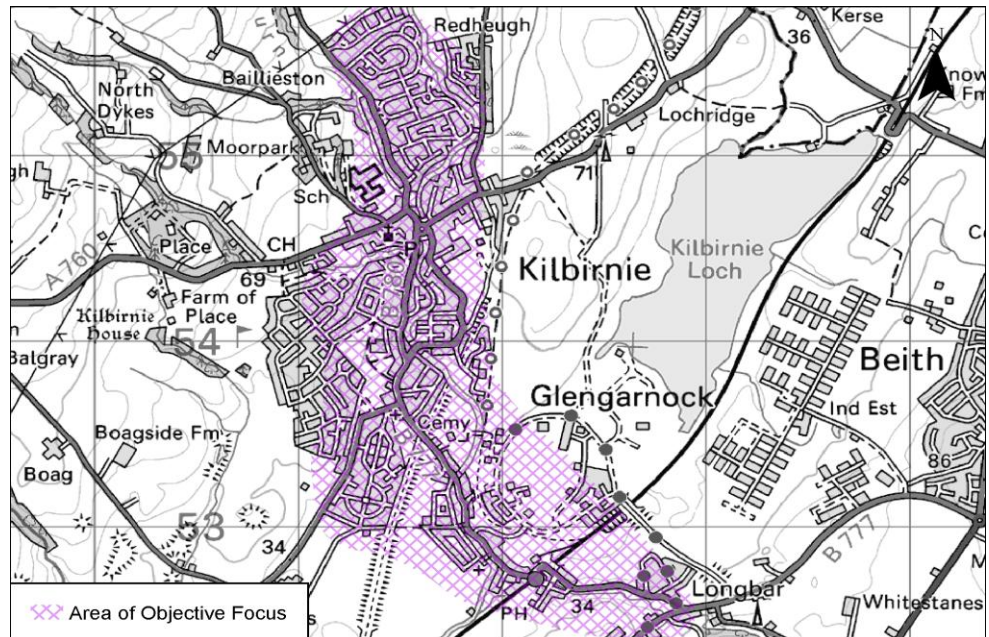 Redheugh
Kerse
36
N
Baillieston
North
Dykes
Lochridge
Moorpark
55
71
Sch
Place
CH
P
Kilbirnie
Kilbirnie
Loch
A 760
69
Farm of
Place
Kilbirnie
House
54
Balgray
Beith
Glengarnock
Ind Est
Cemy
Boagside Fm
Boag
86
53
34
B 777
Longbar
PH
34
Whitestanes
Area of Objective Focus